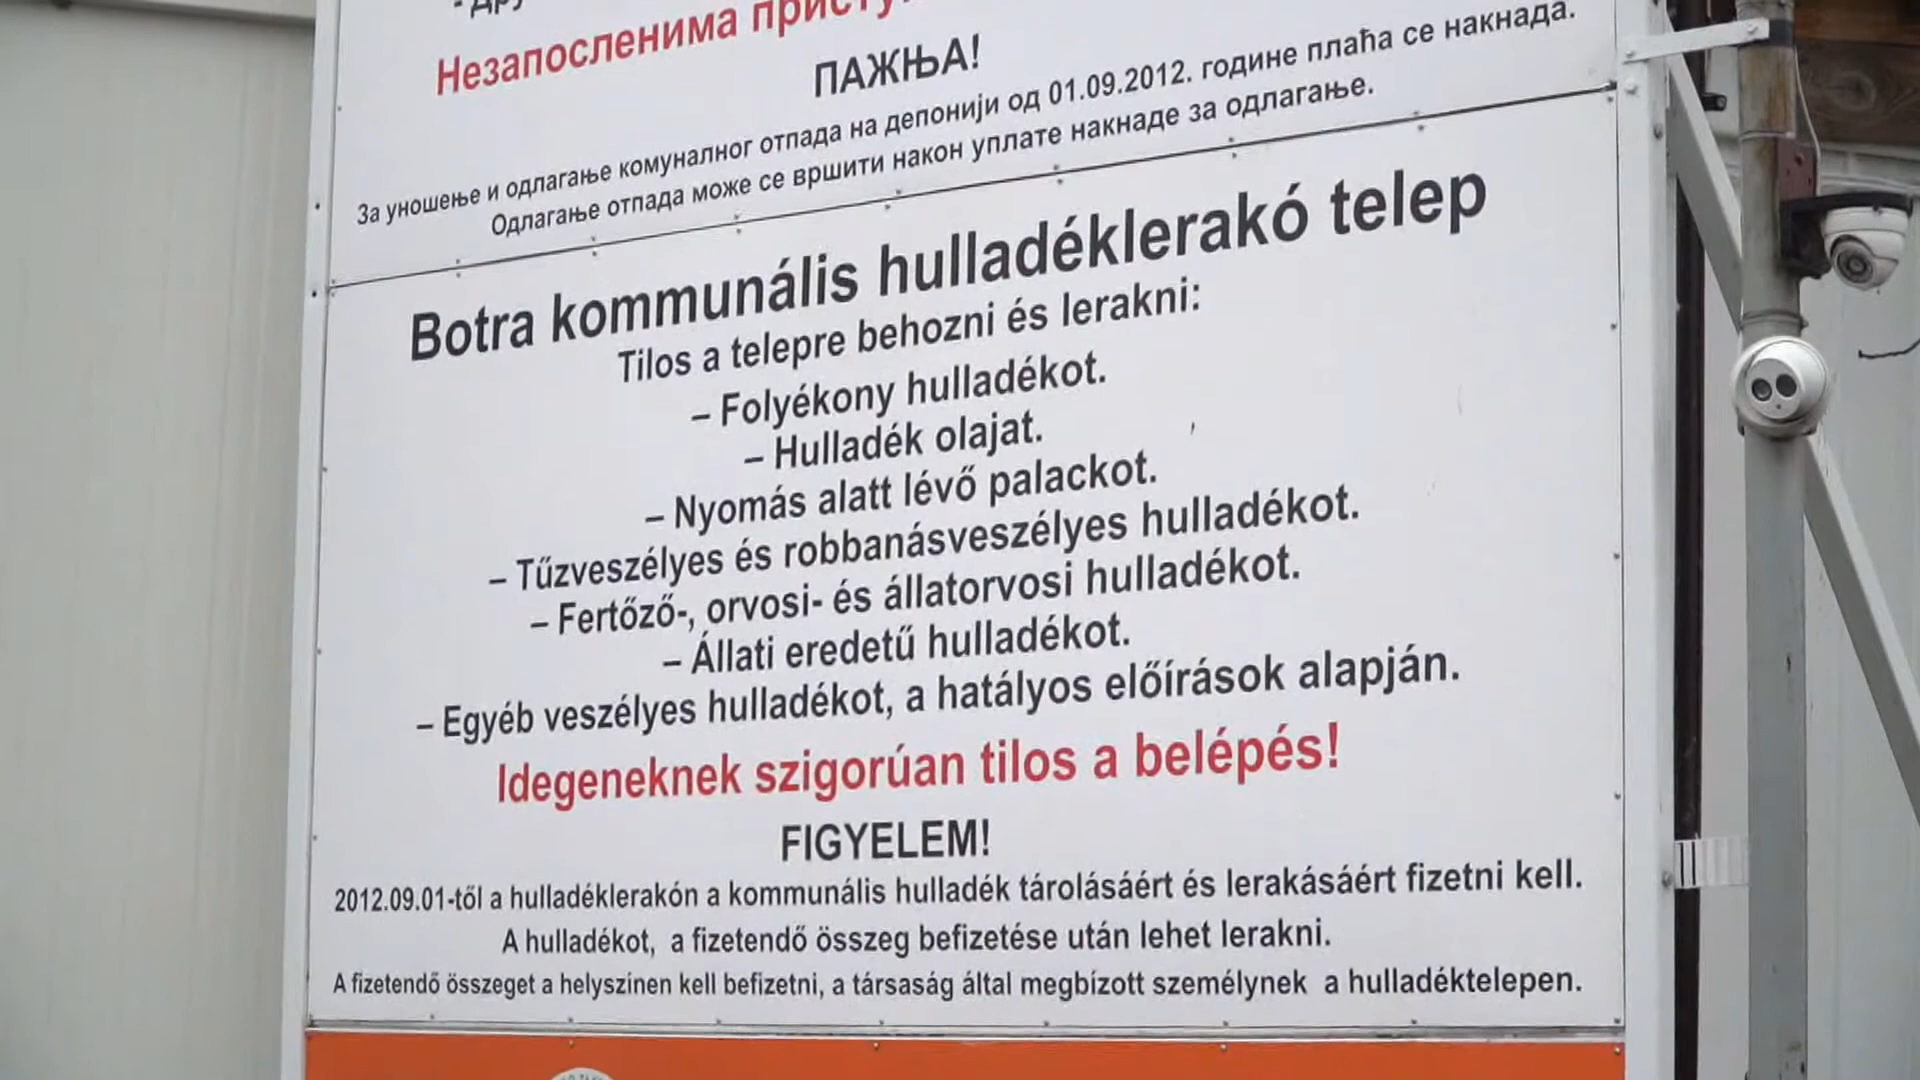 Незапосленима
ПАЖЊА!
За уношење и одлагање комуналног отпада на депонији од 01.09.2012. године плаћа се накнада.
Одлагање отпада може се вршити након уплате накнаде за одлагање.
Botra kommunális hulladéklerakó telep
Tilos a telepre behozni és lerakni:
– Folyékony hulladékot.
– Hulladék olajat.
– Nyomás alatt lévő palackot.
– Tűzveszélyes és robbanásveszélyes hulladékot.
– Fertőző-, orvosi- és állatorvosi hulladékot.
– Állati eredetű hulladékot.
– Egyéb veszélyes hulladékot, a hatályos előírások alapján.
Idegeneknek szigorúan tilos a belépés!
FIGYELEM!
2012.09.01-től a hulladéklerakón a kommunális hulladék tárolásáért és lerakásáért fizetni kell.
A hulladékot, a fizetendő összeg befizetése után lehet lerakni.
A fizetendő összeget a helyszínen kell befizetni, a társaság által megbízott személynek a hulladéktelepen.